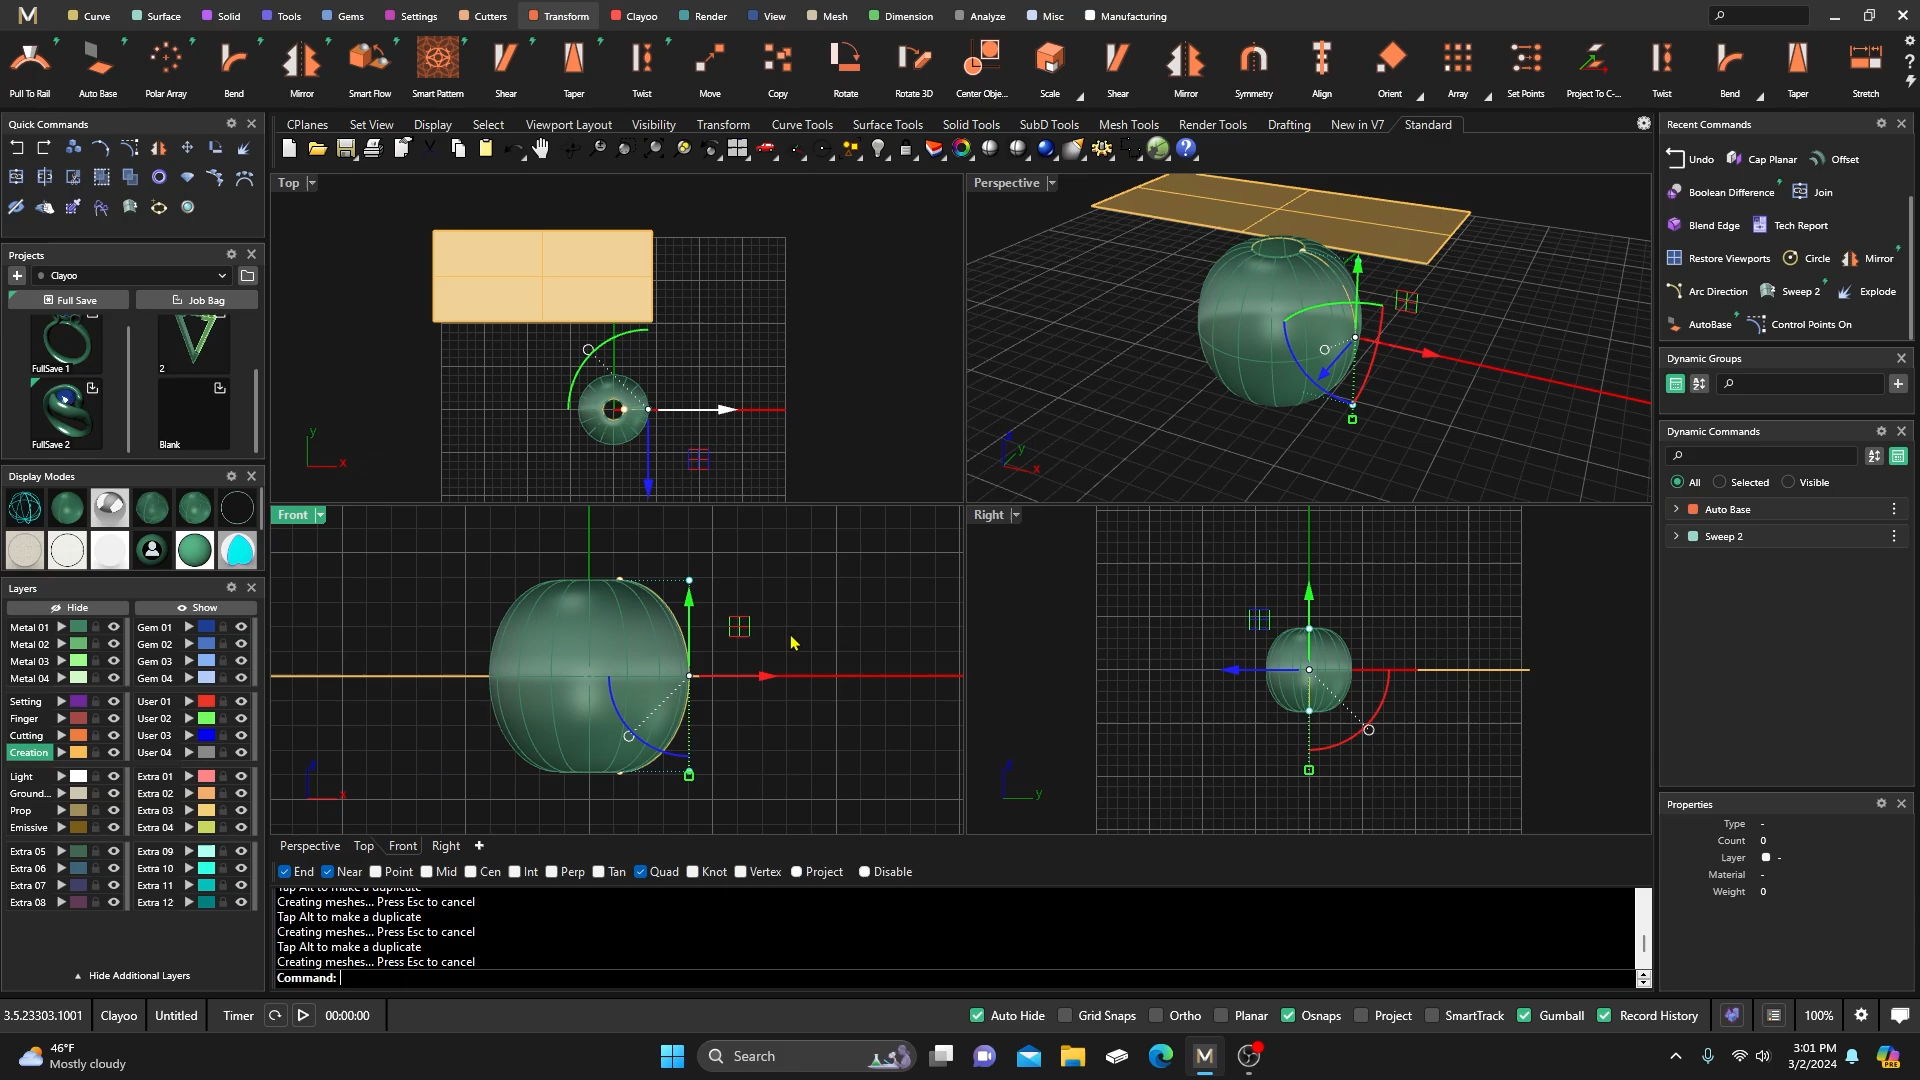 Curve Surface Solid Tools Gems Settings Cutters Transform Clayoo Render View Mesh Dimension Analyze Misc Manufacturing
Pull To Rail Auto Base Polar Array Bend Mirror Smart Flow Smart Pattern Shear Taper Twist Move Copy Rotate Rotate 3D Center Obje... Scale Shear Mirror Symmetry Align Orient Array Set Points Project To C-... Twist Bend Taper Stretch
Quick Commands
CPlanes Set View Display Select Viewport Layout Visibility Transform Curve Tools Surface Tools Solid Tools SubD Tools Mesh Tools Render Tools Drafting New in V7 Standard
Recent Commands
Undo Cap Planar Offset
Boolean Difference Join
Blend Edge Tech Report
Restore Viewports Circle Mirror
Arc Direction Sweep 2 Explode
AutoBase Control Points On
Projects
Clayoo
Full Save Job Bag
FullSave 1 2
FullSave 2 Blank
Top
Perspective
Front
Right
y
x
y
x
x
y
Dynamic Groups
Dynamic Commands
All Selected Visible
Auto Base
Sweep 2
Display Modes
Layers
Hide Show
Metal 01 Gem 01
Metal 02 Gem 02
Metal 03 Gem 03
Metal 04 Gem 04
Setting User 01
Finger User 02
Cutting User 03
Creation User 04
Light Extra 01
Ground... Extra 02
Prop Extra 03
Emissive Extra 04
Extra 05 Extra 09
Extra 06 Extra 10
Extra 07 Extra 11
Extra 08 Extra 12
Hide Additional Layers
Properties
Type -
Count 0
Layer -
Material -
Weight 0
Perspective Top Front Right
End Near Point Mid Cen Int Perp Tan Quad Knot Vertex Project Disable
Tap Alt to make a duplicate
Creating meshes... Press Esc to cancel
Tap Alt to make a duplicate
Creating meshes... Press Esc to cancel
Tap Alt to make a duplicate
Creating meshes... Press Esc to cancel
Command:
3.5.23303.1001 Clayoo Untitled Timer 00:00:00 Auto Hide Grid Snaps Ortho Planar Osnaps Project SmartTrack Gumball Record History 100%
46°F
Mostly cloudy
Search
3:01 PM
3/2/2024
PRE